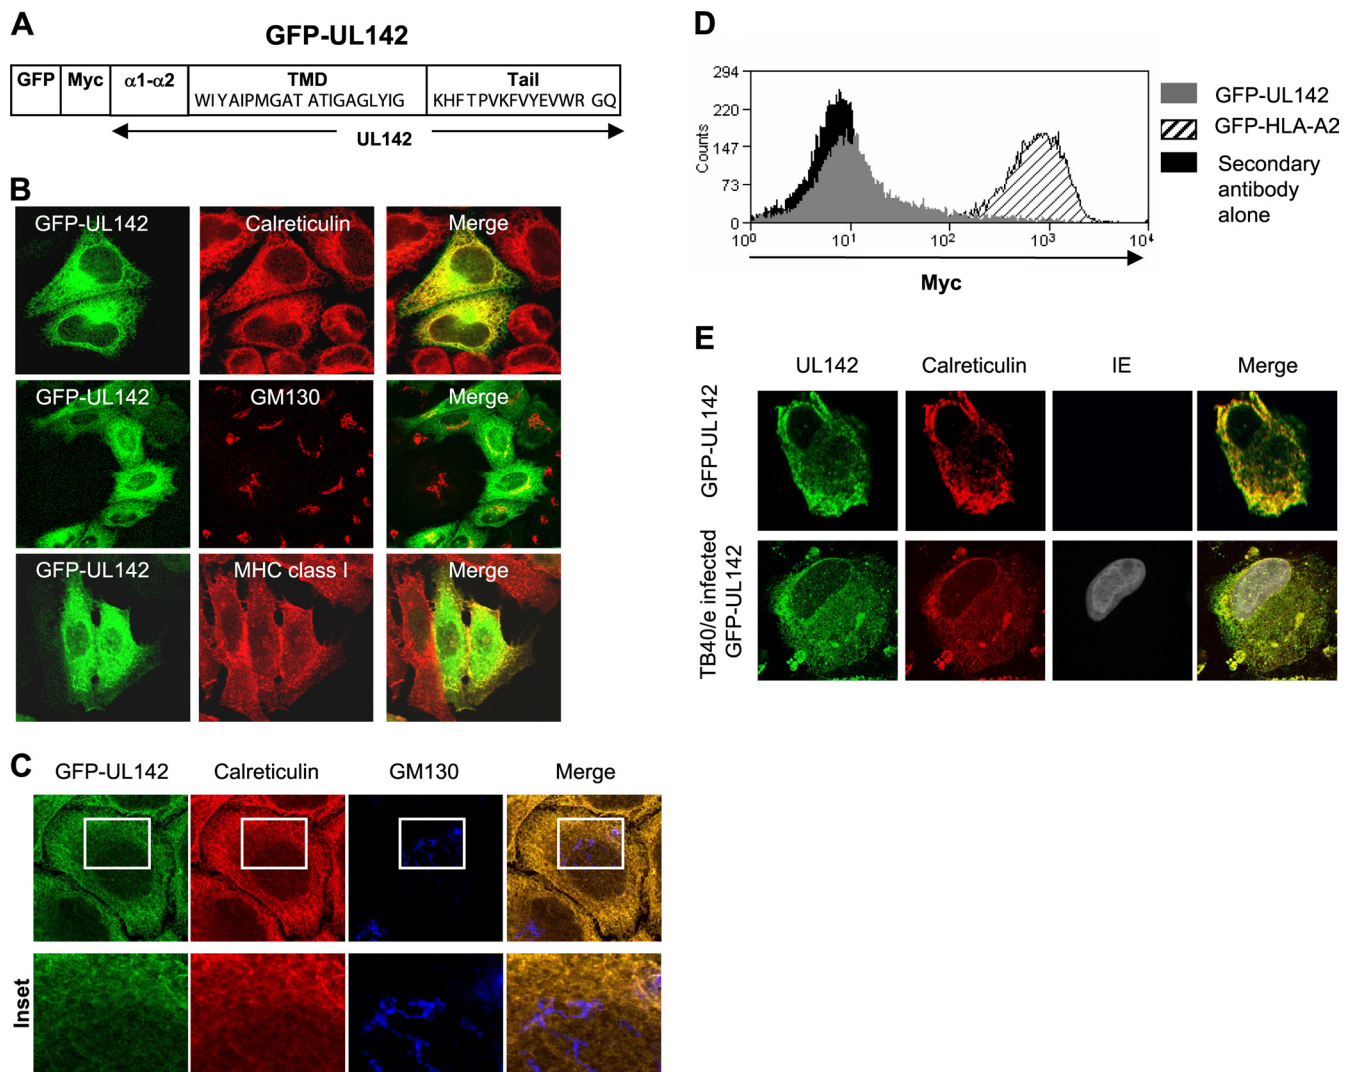 A
GFP-UL142
GFP Myc α1-α2 TMD Tail
WIYAIPMGAT ATIGAGLYIG KHFTPVKFVYEVWR GQ
UL142
B
GFP-UL142 Calreticulin Merge
GFP-UL142 GM130 Merge
GFP-UL142 MHC class I Merge
C
GFP-UL142 Calreticulin GM130 Merge
Inset
D
294
220
147
73
0
Counts
10⁰ 10¹ 10² 10³ 10⁴
Myc
GFP-UL142
GFP-HLA-A2
Secondary
antibody
alone
E
UL142 Calreticulin IE Merge
GFP-UL142
TB40/e infected
GFP-UL142